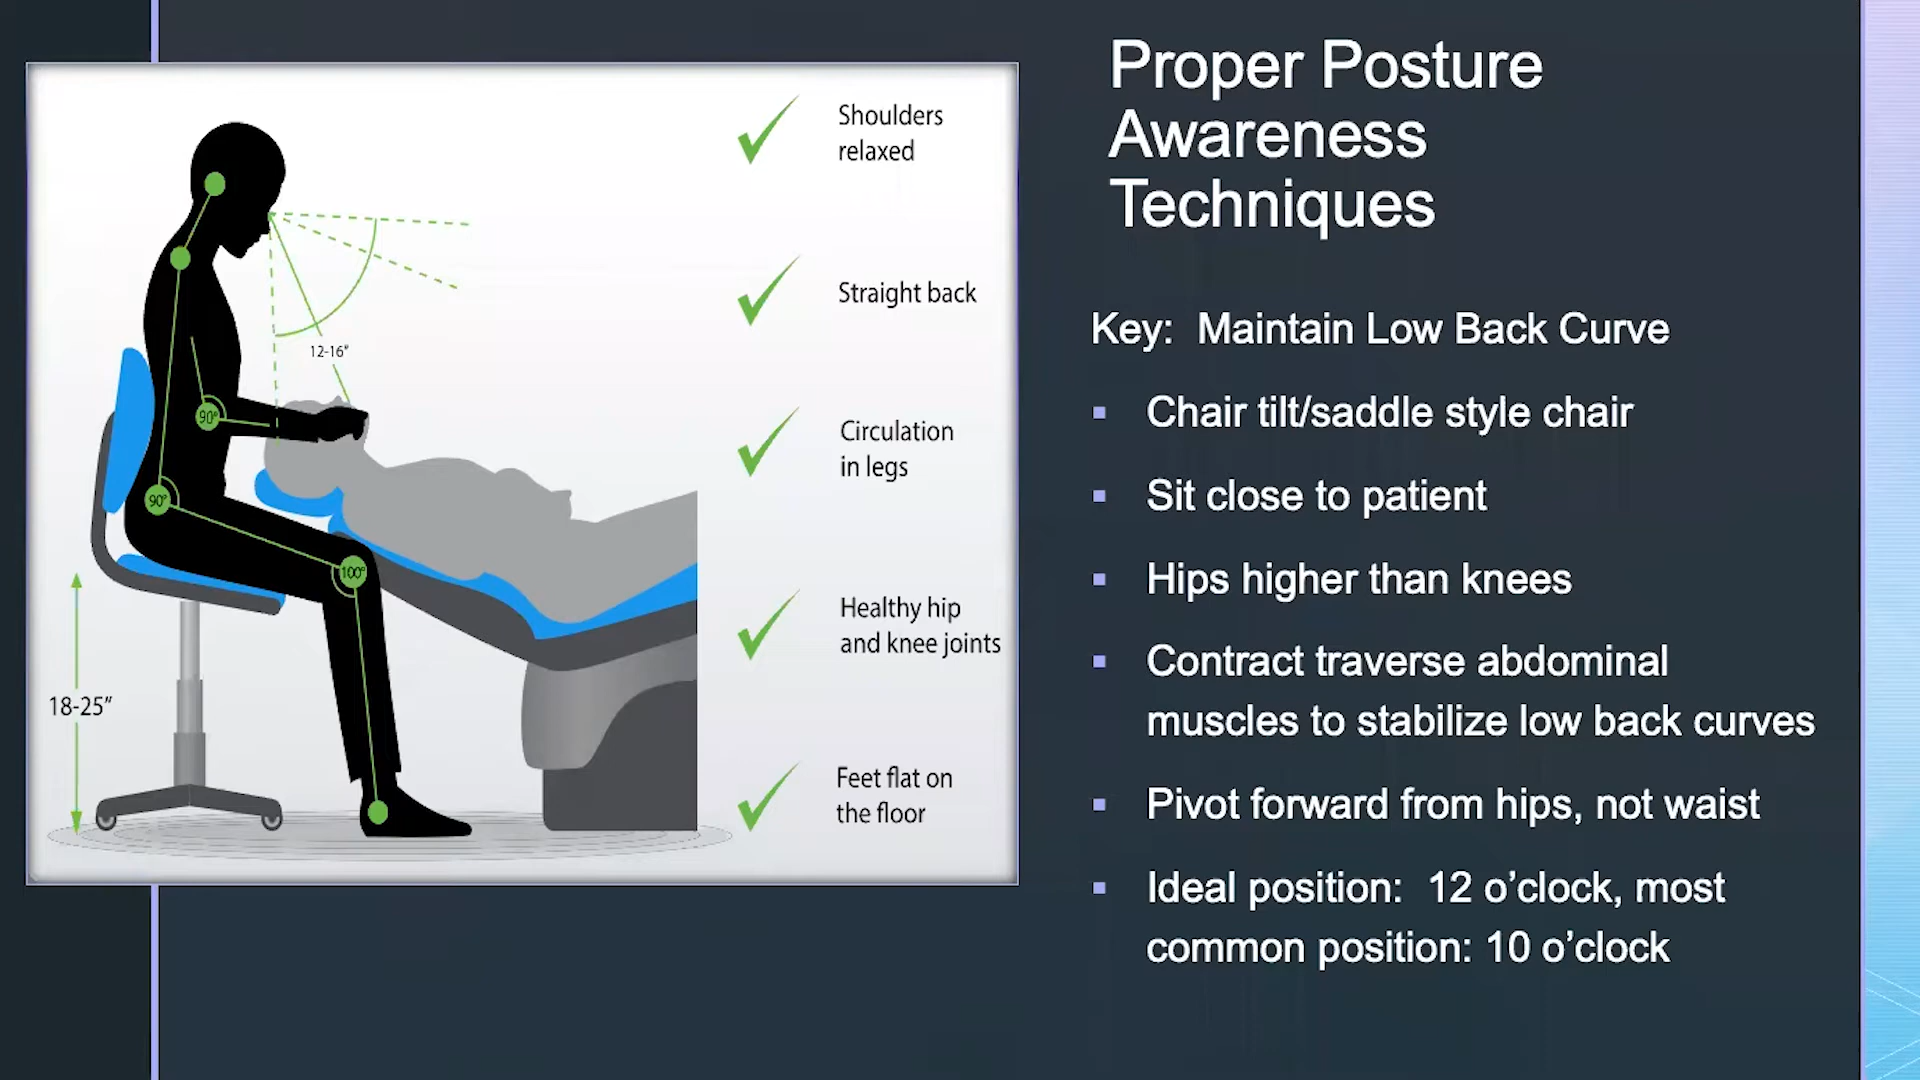 Proper Posture
Awareness
Techniques
Shoulders
relaxed
Straight back
Circulation
in legs
Healthy hip
and knee joints
Feet flat on
the floor
12-16”
90°
90°
100°
18-25”
Key: Maintain Low Back Curve
Chair tilt/saddle style chair
Sit close to patient
Hips higher than knees
Contract traverse abdominal
muscles to stabilize low back curves
Pivot forward from hips, not waist
Ideal position: 12 o’clock, most
common position: 10 o’clock